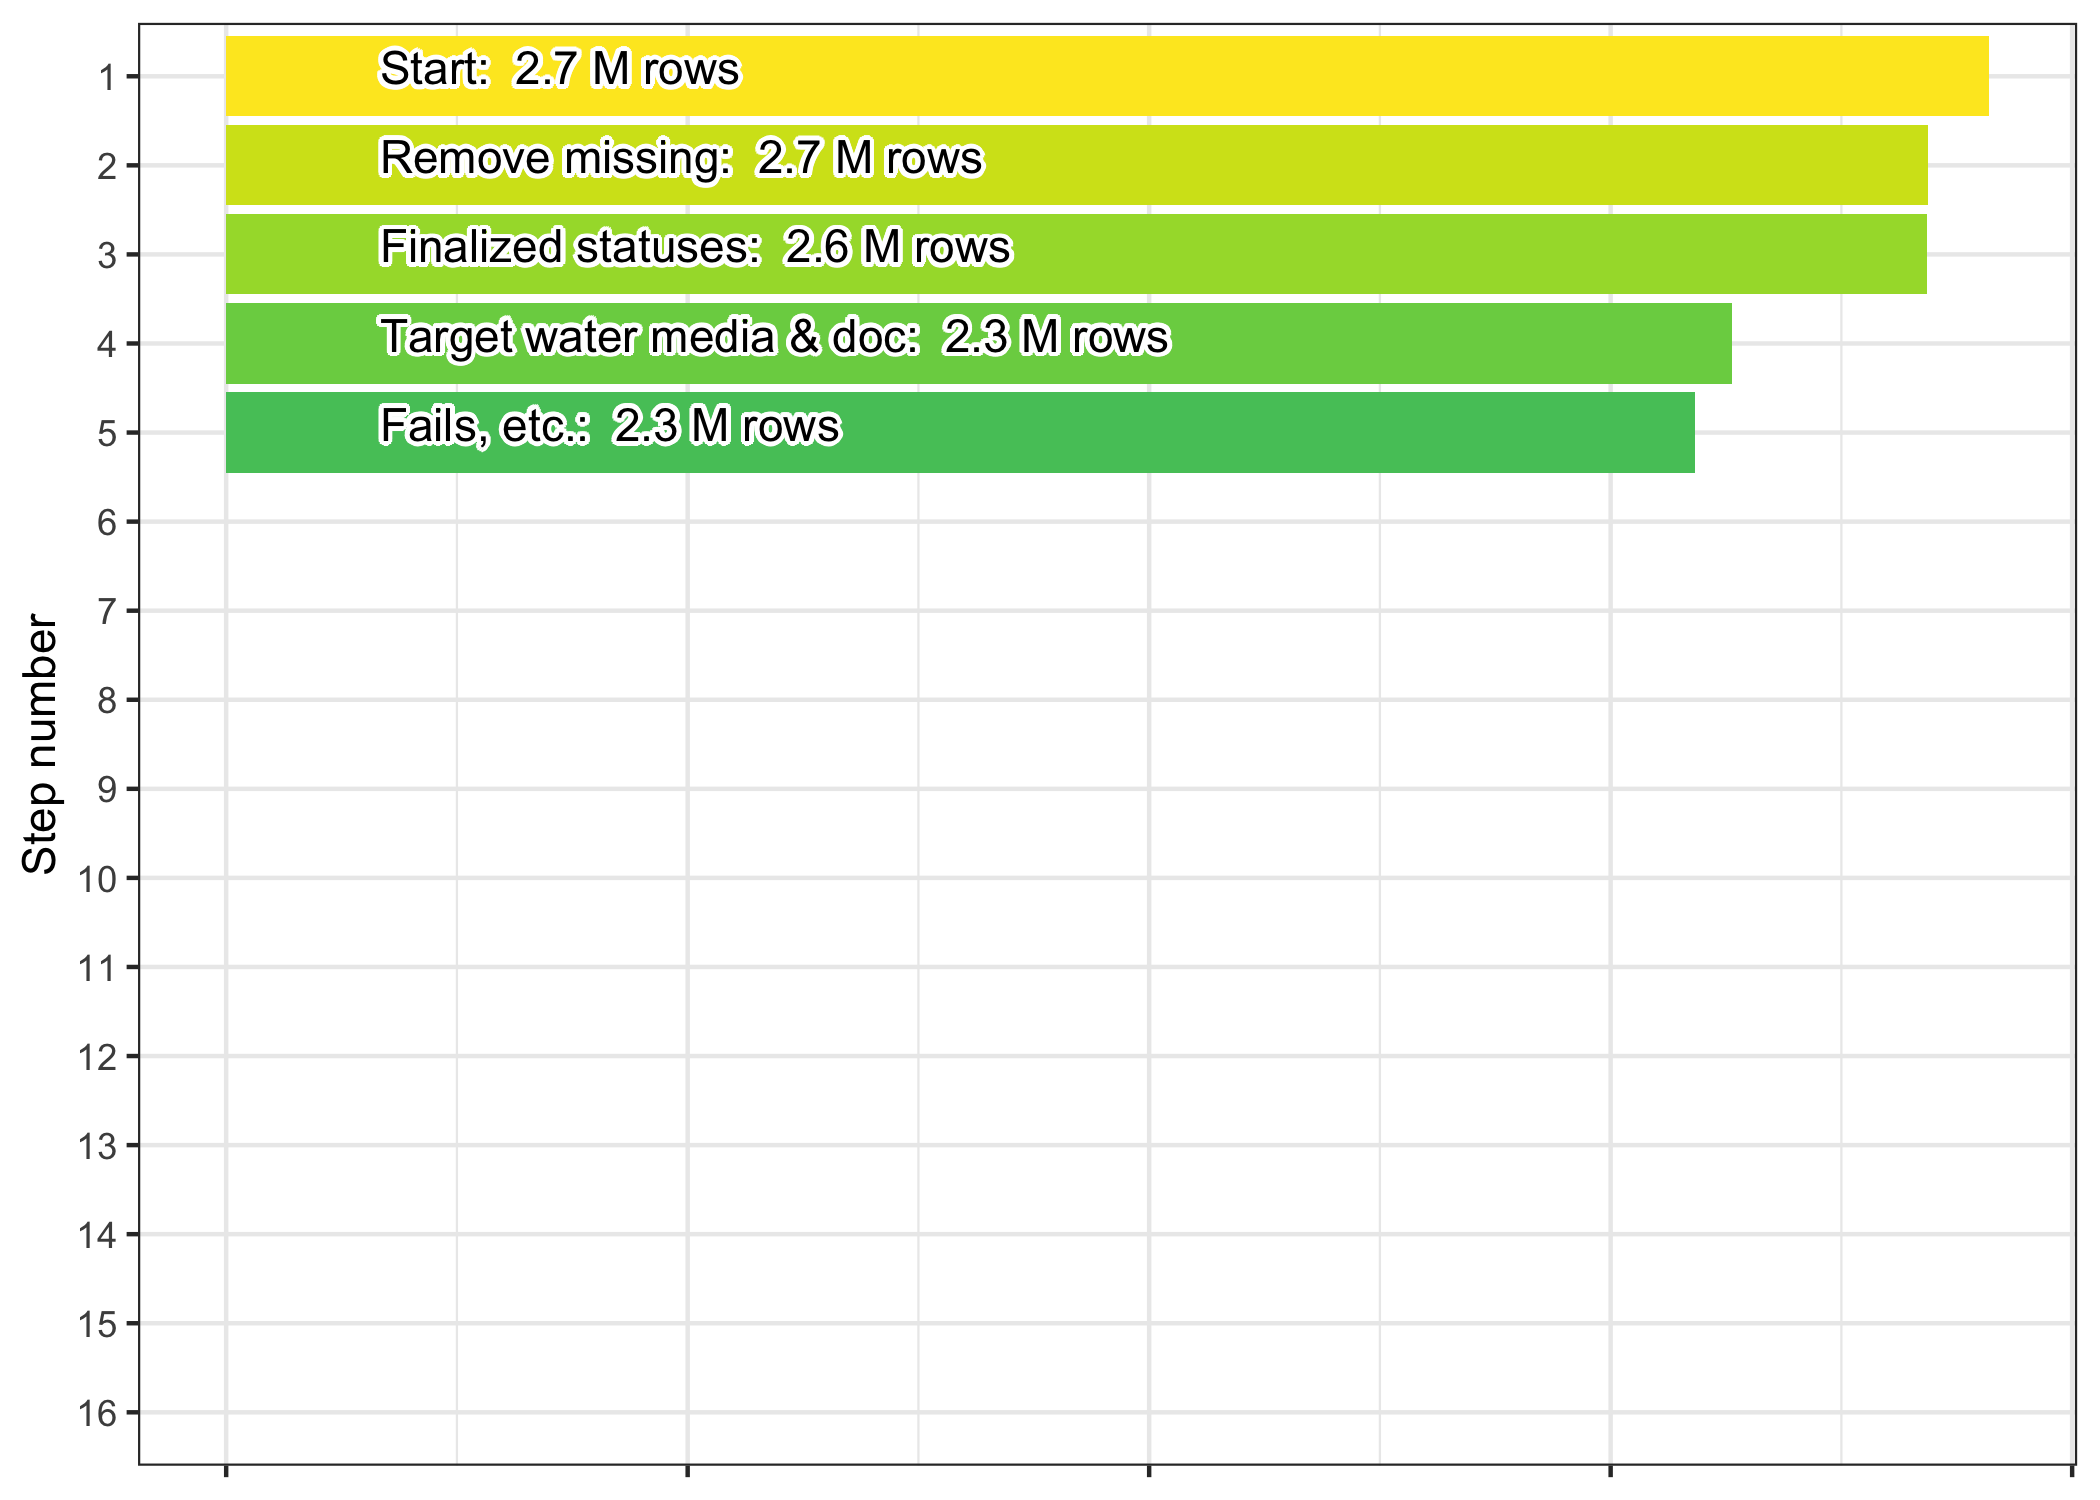 1
Start:  2.7 M rows
2
Remove missing:  2.7 M rows
3
Finalized statuses:  2.6 M rows
4
Target water media & doc:  2.3 M rows
5
Fails, etc.:  2.3 M rows
6
7
8
9
10
11
12
13
14
15
16
Step number